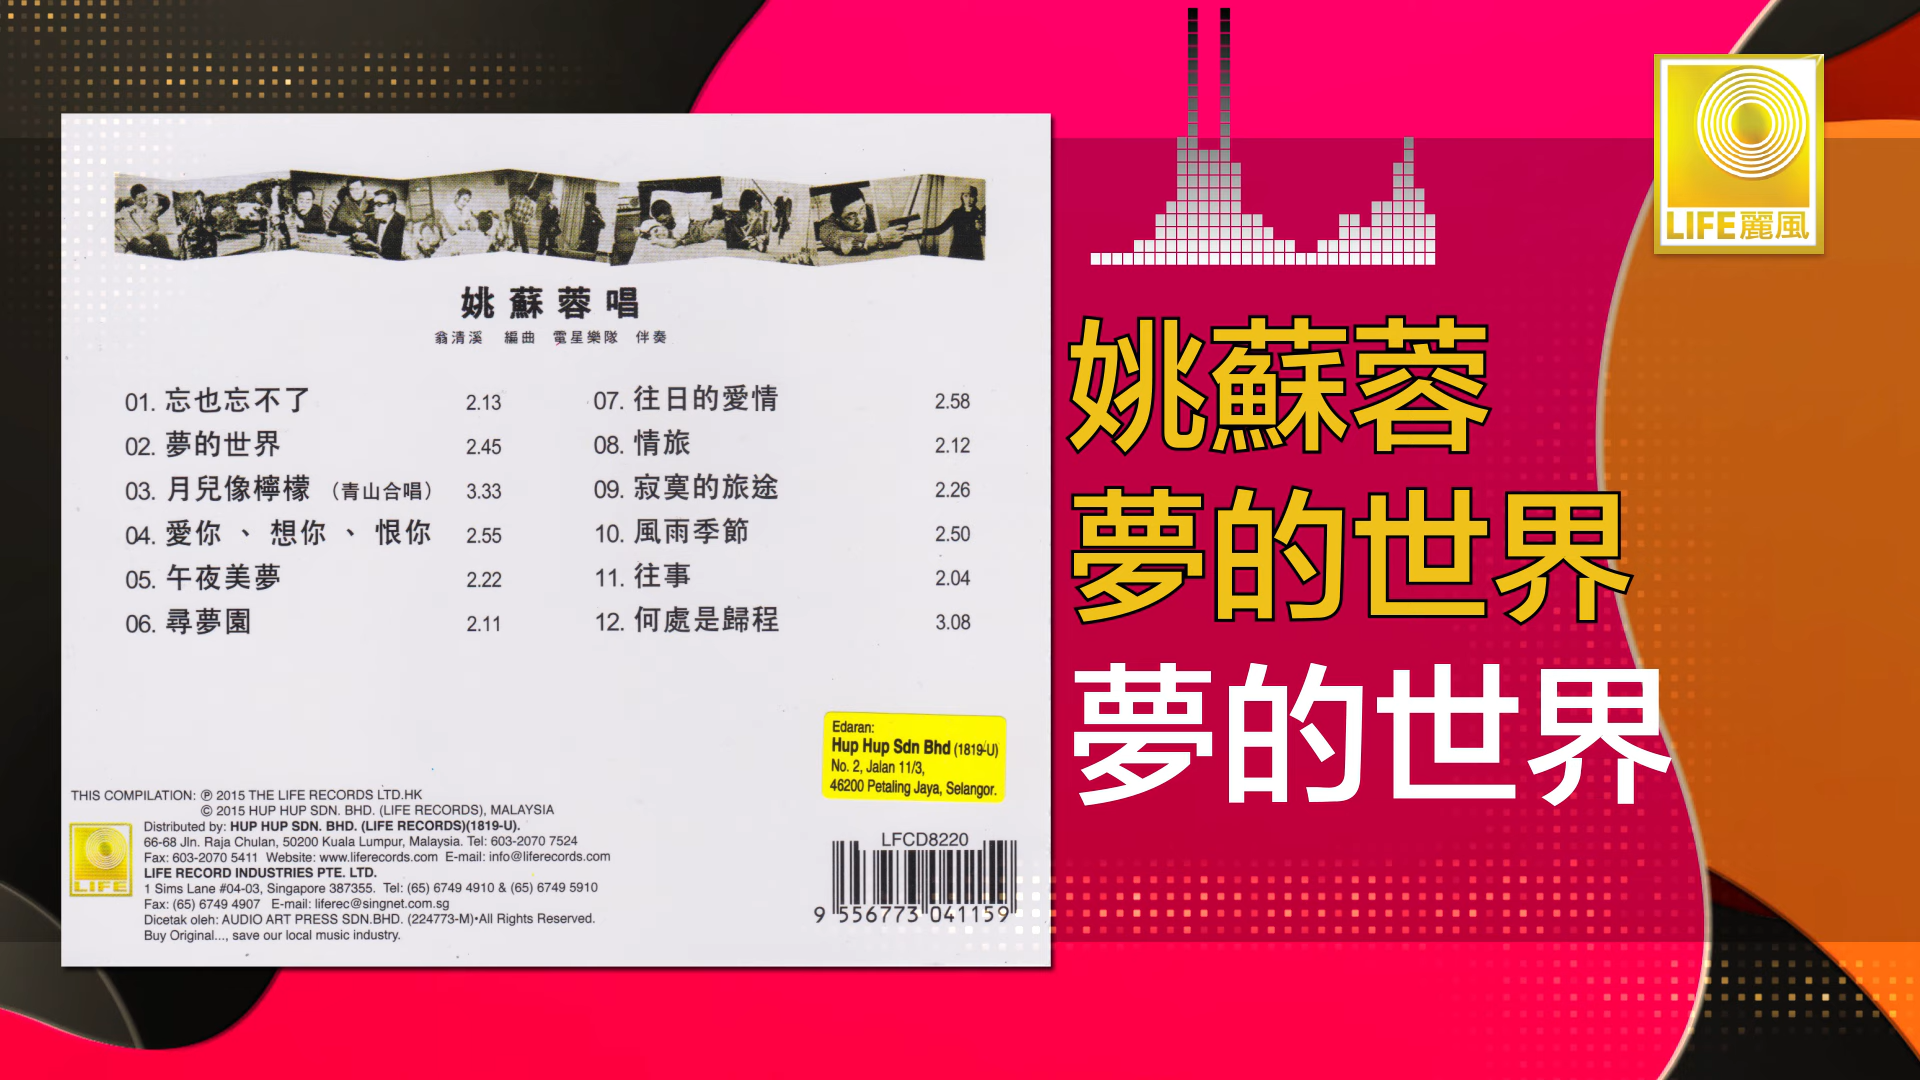 姚蘇蓉唱
翁清溪 編曲 電星樂隊 伴奏
01. 忘也忘不了 2.13
02. 夢的世界 2.45
03. 月兒像檸檬 （青山合唱） 3.33
04. 愛你、想你、恨你 2.55
05. 午夜美夢 2.22
06. 尋夢園 2.11
07. 往日的愛情 2.58
08. 情旅 2.12
09. 寂寞的旅途 2.26
10. 風雨季節 2.50
11. 往事 2.04
12. 何處是歸程 3.08
Edaran:
Hup Hup Sdn Bhd (1819-U)
No. 2, Jalan 11/3,
46200 Petaling Jaya, Selangor.
THIS COMPILATION: ℗ 2015 THE LIFE RECORDS LTD.HK
© 2015 HUP HUP SDN. BHD. (LIFE RECORDS), MALAYSIA
Distributed by: HUP HUP SDN. BHD. (LIFE RECORDS)(1819-U).
66-68 Jln. Raja Chulan, 50200 Kuala Lumpur, Malaysia. Tel: 603-2070 7524
Fax: 603-2070 5411 Website: www.liferecords.com E-mail: info@liferecords.com
LIFE RECORD INDUSTRIES PTE. LTD.
1 Sims Lane #04-03, Singapore 387355. Tel: (65) 6749 4910 & (65) 6749 5910
Fax: (65) 6749 4907 E-mail: liferec@singnet.com.sg
Dicetak oleh: AUDIO ART PRESS SDN.BHD. (224773-M)•All Rights Reserved.
Buy Original..., save our local music industry.
LIFE
LFCD8220
9 556773 041159
LIFE麗風
姚蘇蓉
夢的世界
夢的世界